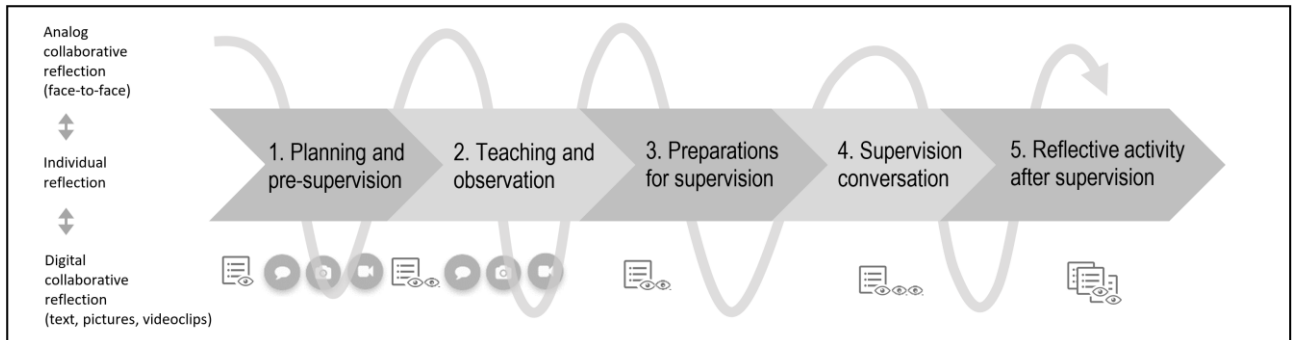 Analog
collaborative
reflection
(face-to-face)
Individual
reflection
Digital
collaborative
reflection
(text, pictures, videoclips)
1. Planning and
pre-supervision
2. Teaching and
observation
3. Preparations
for supervision
4. Supervision
conversation
5. Reflective activity
after supervision